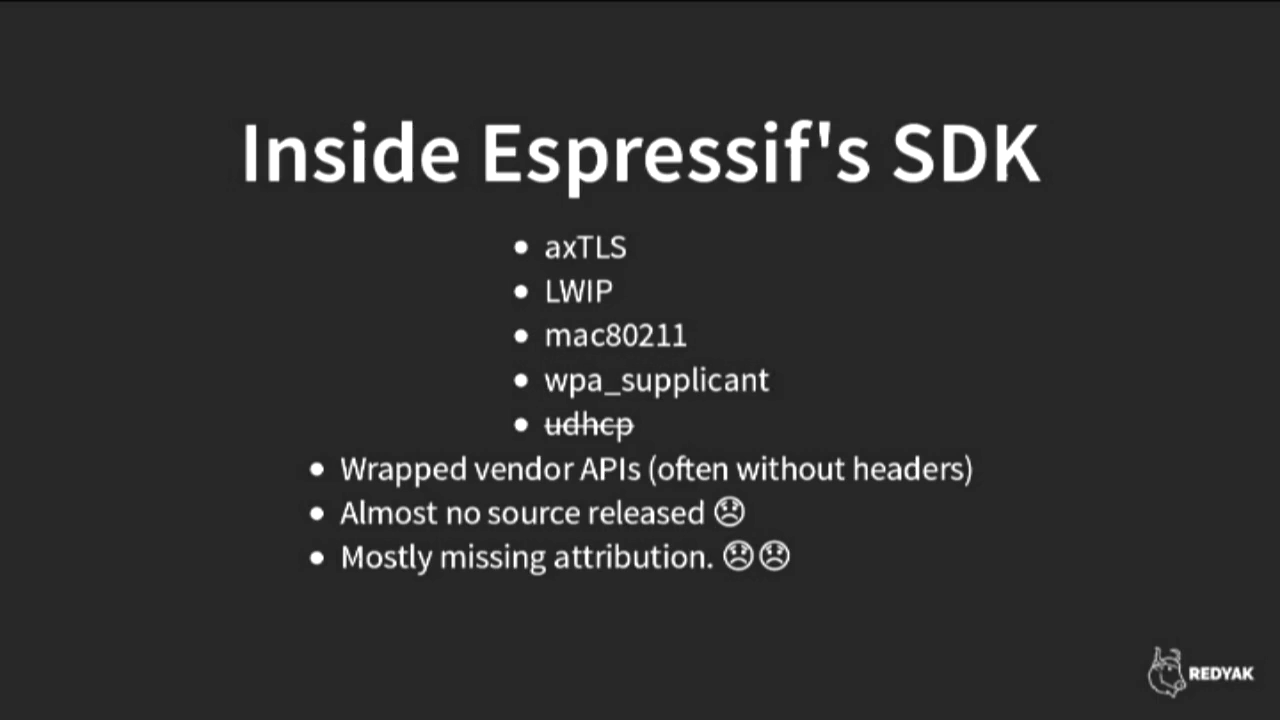 Inside Espressif's SDK
• axTLS
• LWIP
• mac80211
• wpa_supplicant
• udhcp
• Wrapped vendor APIs (often without headers)
• Almost no source released 😞
• Mostly missing attribution. 😞😞
REDYAK